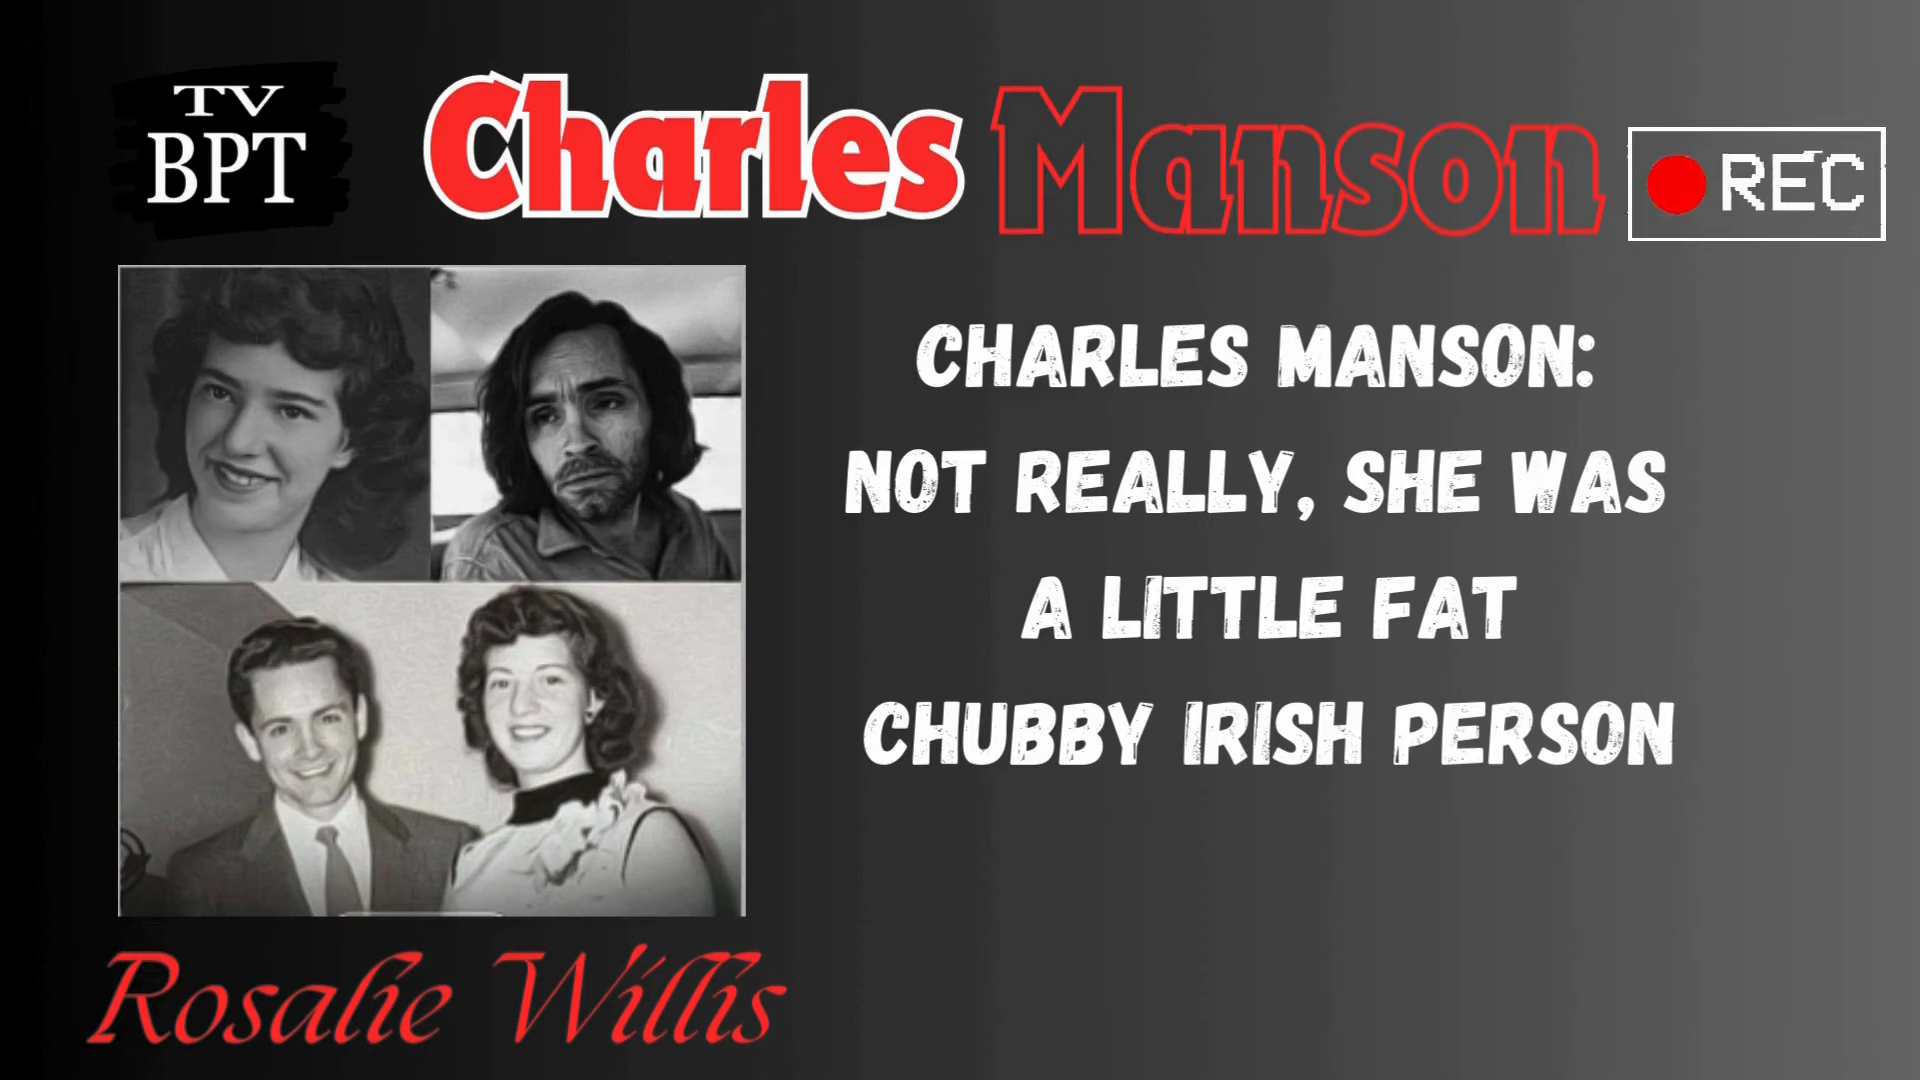 TV
BPT
Charles Manson
REC
CHARLES MANSON:
NOT REALLY, SHE WAS
A LITTLE FAT
CHUBBY IRISH PERSON
Rosalie Willis